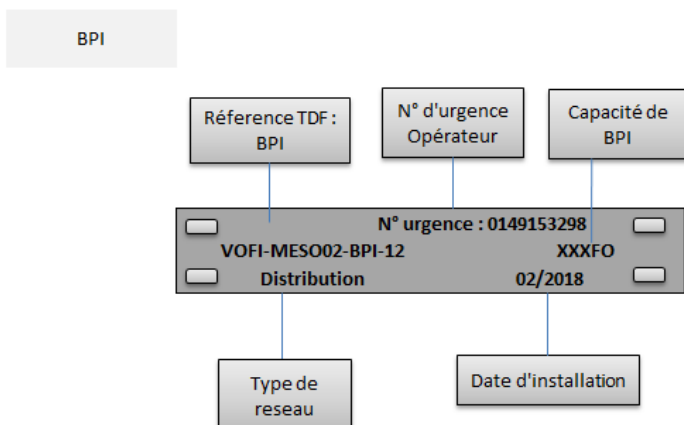 BPI
Réference TDF :
BPI
N° d'urgence
Opérateur
Capacité de
BPI
N° urgence : 0149153298
VOFI-MESO02-BPI-12 XXXFO
Distribution 02/2018
Type de
reseau
Date d'installation